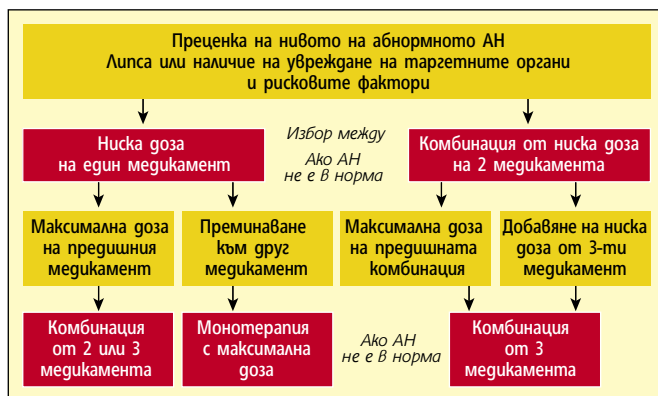 Преценка на нивото на абнормното АН
Липса или наличие на увреждане на таргетните органи
и рисковите фактори
Ниска доза
на един медикамент
Избор между
Ако АН
не е в норма
Комбинация от ниска доза
на 2 медикамента
Максимална доза
на предишния
медикамент
Преминаване
към друг
медикамент
Максимална доза
на предишната
комбинация
Добавяне на ниска
доза от 3-ти
медикамент
Комбинация
от 2 или 3
медикамента
Монотерапия
с максимална
доза
Ако АН
не е в норма
Комбинация
от 3
медикамента